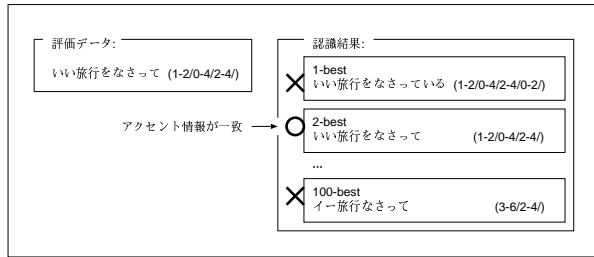 評価データ:
いい旅行をなさって (1-2/0-4/2-4/)
認識結果:
1-best
いい旅行をなさっている (1-2/0-4/2-4/0-2/)
アクセント情報が一致
2-best
いい旅行をなさって (1-2/0-4/2-4/)
...
100-best
イー旅行なさって (3-6/2-4/)